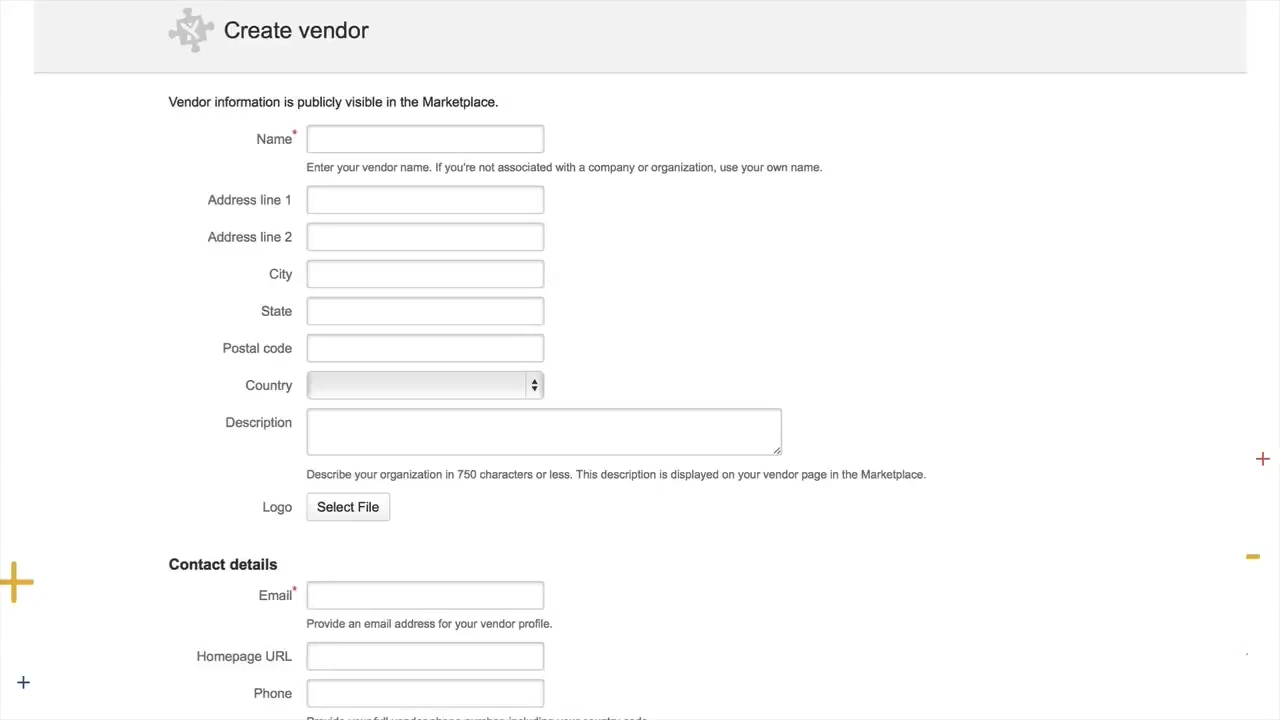 Create vendor
Vendor information is publicly visible in the Marketplace.
Name*
Enter your vendor name. If you're not associated with a company or organization, use your own name.
Address line 1
Address line 2
City
State
Postal code
Country
Description
Describe your organization in 750 characters or less. This description is displayed on your vendor page in the Marketplace.
Logo Select File
Contact details
Email*
Provide an email address for your vendor profile.
Homepage URL
Phone